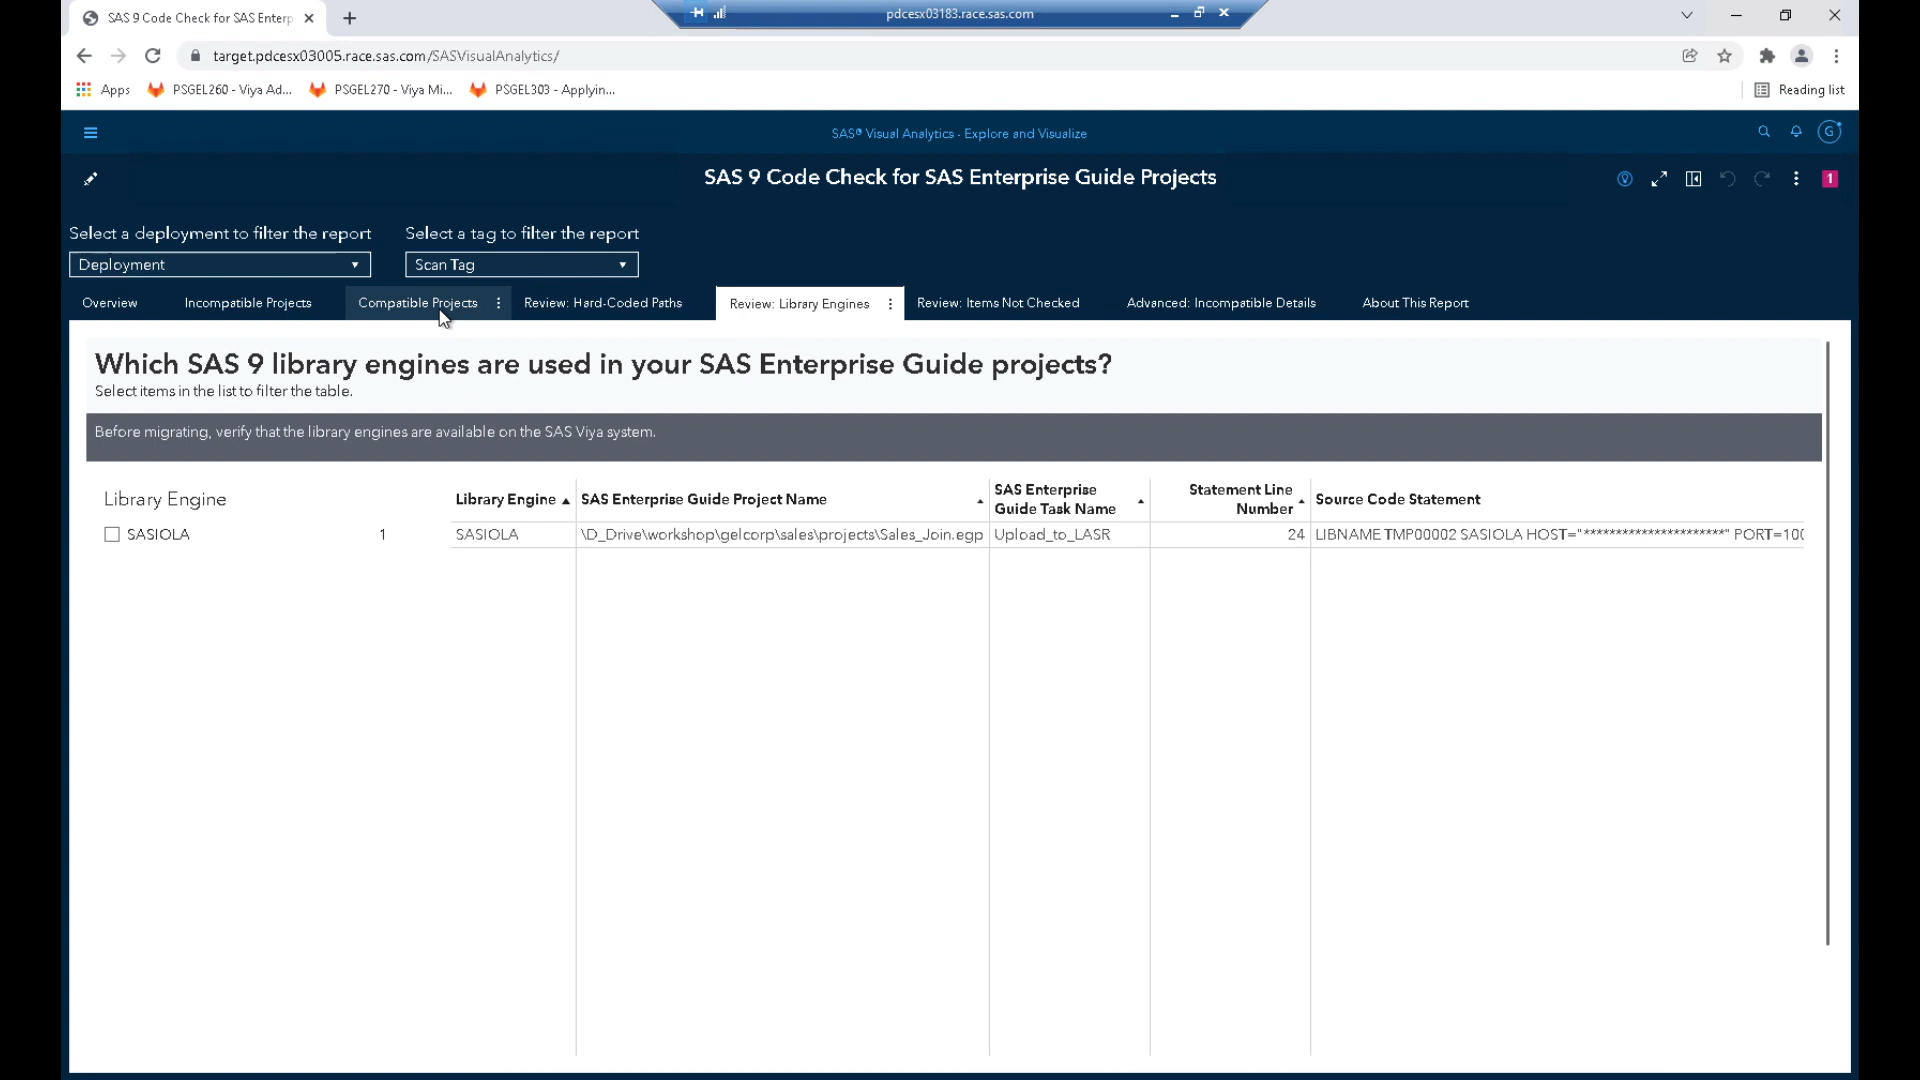 SAS 9 Code Check for SAS Enterp
pdcesx03183.race.sas.com
target.pdcesx03005.race.sas.com/SASVisualAnalytics/
Apps
PSGEL260 - Viya Ad...
PSGEL270 - Viya Mi...
PSGEL303 - Applyin...
Reading list
SAS® Visual Analytics - Explore and Visualize
G
SAS 9 Code Check for SAS Enterprise Guide Projects
1
Select a deployment to filter the report
Select a tag to filter the report
Deployment
Scan Tag
Overview
Incompatible Projects
Compatible Projects
Review: Hard-Coded Paths
Review: Library Engines
Review: Items Not Checked
Advanced: Incompatible Details
About This Report
Which SAS 9 library engines are used in your SAS Enterprise Guide projects?
Select items in the list to filter the table.
Before migrating, verify that the library engines are available on the SAS Viya system.
Library Engine
SASIOLA 1
Library Engine
SAS Enterprise Guide Project Name
SAS Enterprise
Guide Task Name
Statement Line
Number
Source Code Statement
SASIOLA \D_Drive\workshop\gelcorp\sales\projects\Sales_Join.egp Upload_to_LASR 24 LIBNAME TMP00002 SASIOLA HOST="**********************" PORT=100